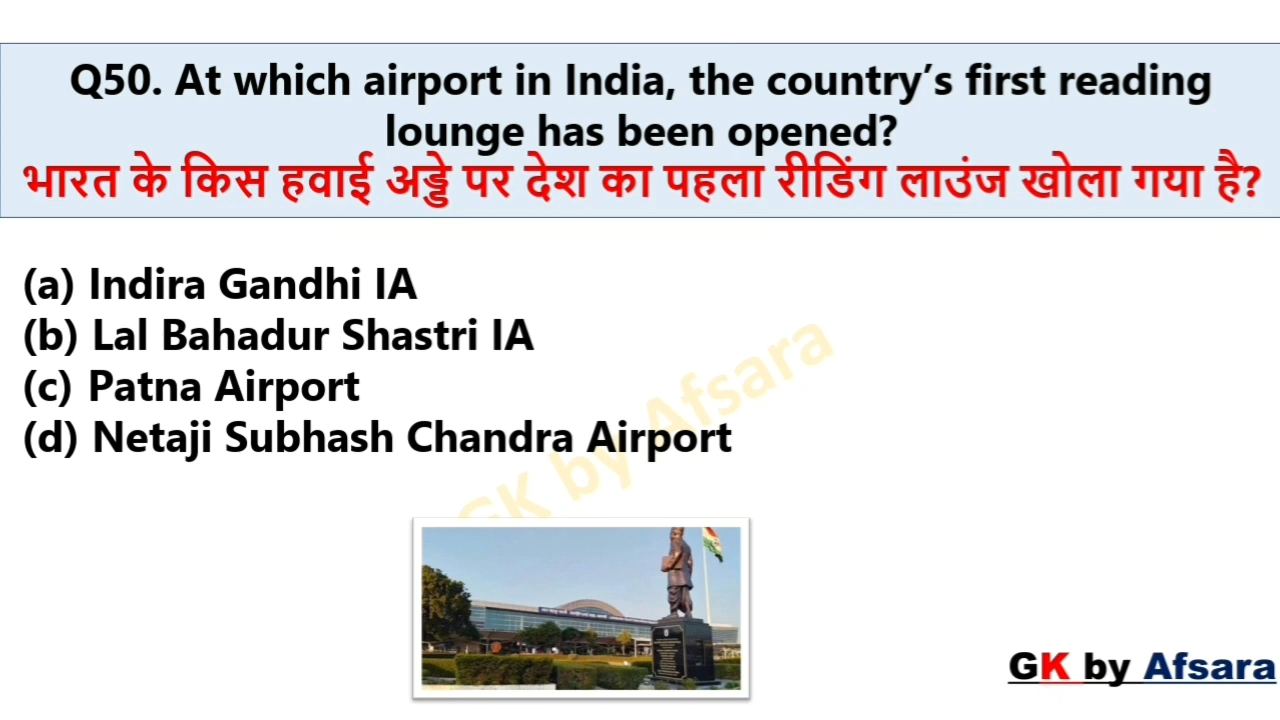 Q50. At which airport in India, the country’s first reading
lounge has been opened?
भारत के किस हवाई अड्डे पर देश का पहला रीडिंग लाउंज खोला गया है?
(a) Indira Gandhi IA
(b) Lal Bahadur Shastri IA
(c) Patna Airport
(d) Netaji Subhash Chandra Airport
GK by Afsara
GK by Afsara